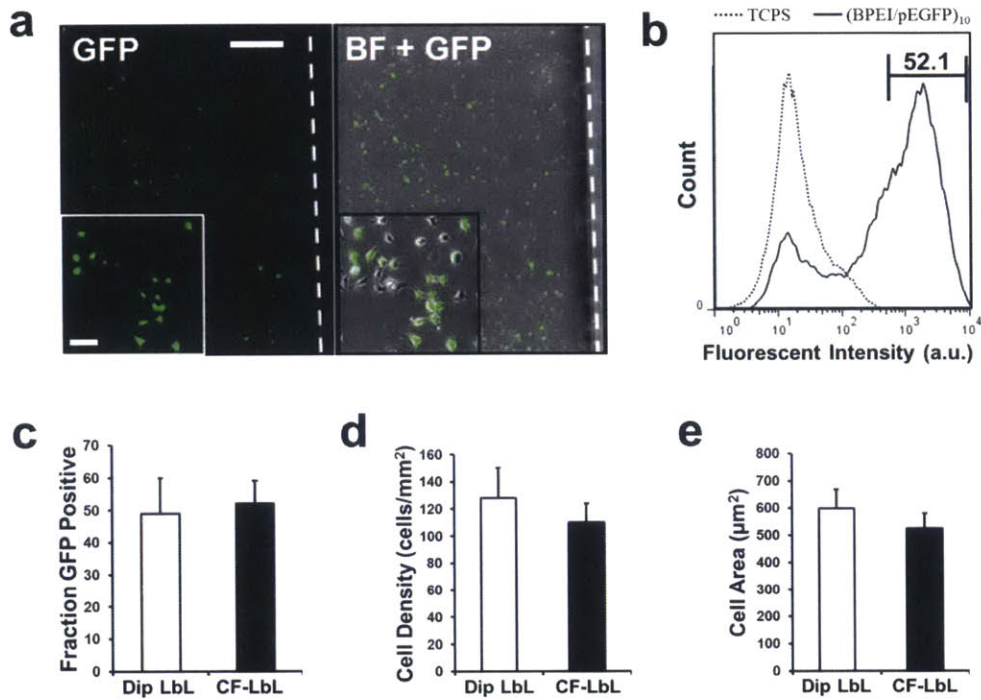 a
GFP
BF + GFP
b
TCPS
(BPEI/pEGFP)10
52.1
Count
0
10^0
10^1
10^2
10^3
10^4
Fluorescent Intensity (a.u.)
c
Fraction GFP Positive
70
60
50
40
30
20
10
0
Dip LbL
CF-LbL
d
Cell Density (cells/mm²)
160
140
120
100
80
60
40
20
0
Dip LbL
CF-LbL
e
Cell Area (µm²)
800
700
600
500
400
300
200
100
0
Dip LbL
CF-LbL